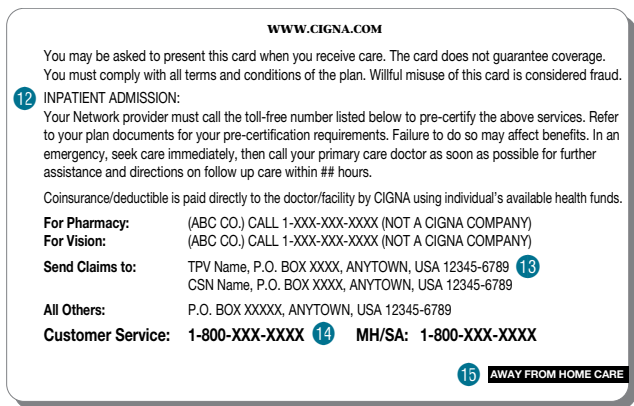 WWW.CIGNA.COM
You may be asked to present this card when you receive care. The card does not guarantee coverage.
You must comply with all terms and conditions of the plan. Willful misuse of this card is considered fraud.
12 INPATIENT ADMISSION:
Your Network provider must call the toll-free number listed below to pre-certify the above services. Refer
to your plan documents for your pre-certification requirements. Failure to do so may affect benefits. In an
emergency, seek care immediately, then call your primary care doctor as soon as possible for further
assistance and directions on follow up care within ## hours.
Coinsurance/deductible is paid directly to the doctor/facility by CIGNA using individual's available health funds.
For Pharmacy: (ABC CO.) CALL 1-XXX-XXX-XXXX (NOT A CIGNA COMPANY)
For Vision: (ABC CO.) CALL 1-XXX-XXX-XXXX (NOT A CIGNA COMPANY)
Send Claims to: TPV Name, P.O. BOX XXXX, ANYTOWN, USA 12345-6789 13
CSN Name, P.O. BOX XXXX, ANYTOWN, USA 12345-6789
All Others: P.O. BOX XXXXX, ANYTOWN, USA 12345-6789
Customer Service: 1-800-XXX-XXXX 14 MH/SA: 1-800-XXX-XXXX
15 AWAY FROM HOME CARE